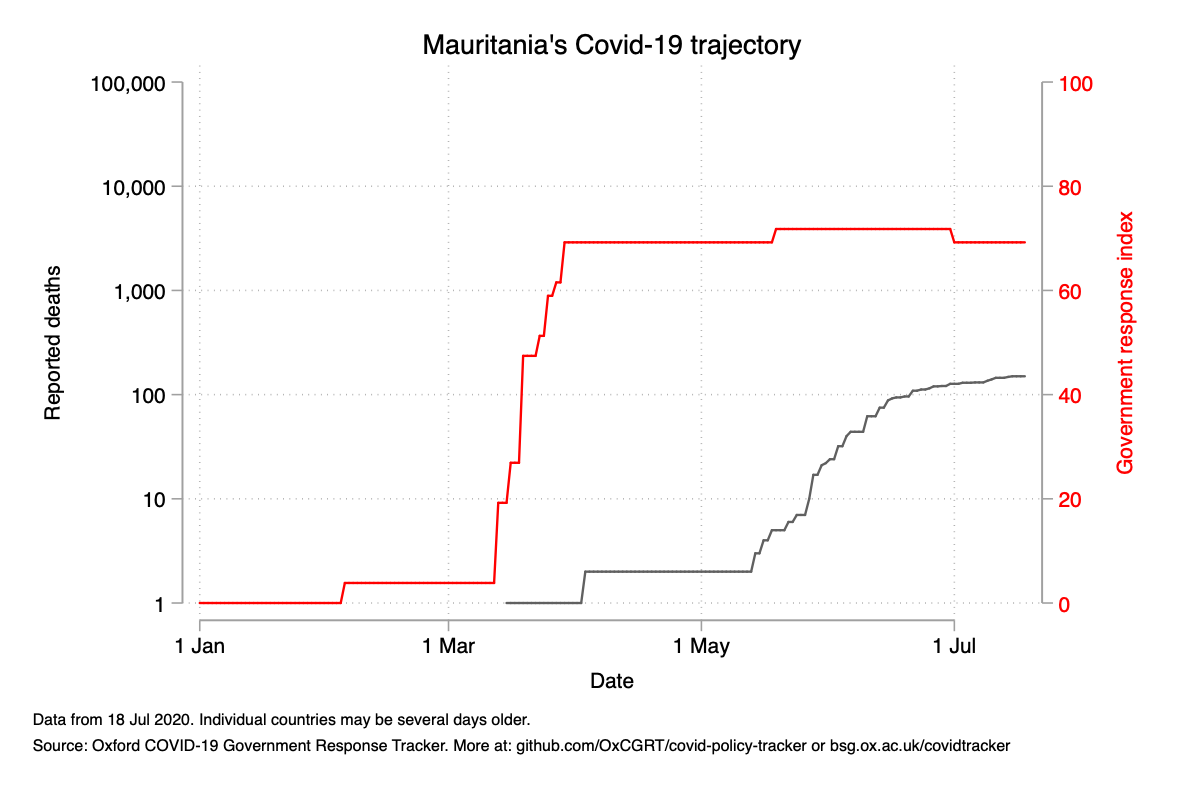 Mauritania's Covid-19 trajectory
100,000
10,000
1,000
100
10
1
Reported deaths
100
80
60
40
20
0
Government response index
1 Jan 1 Mar 1 May 1 Jul
Date
Data from 18 Jul 2020. Individual countries may be several days older.
Source: Oxford COVID-19 Government Response Tracker. More at: github.com/OxCGRT/covid-policy-tracker or bsg.ox.ac.uk/covidtracker